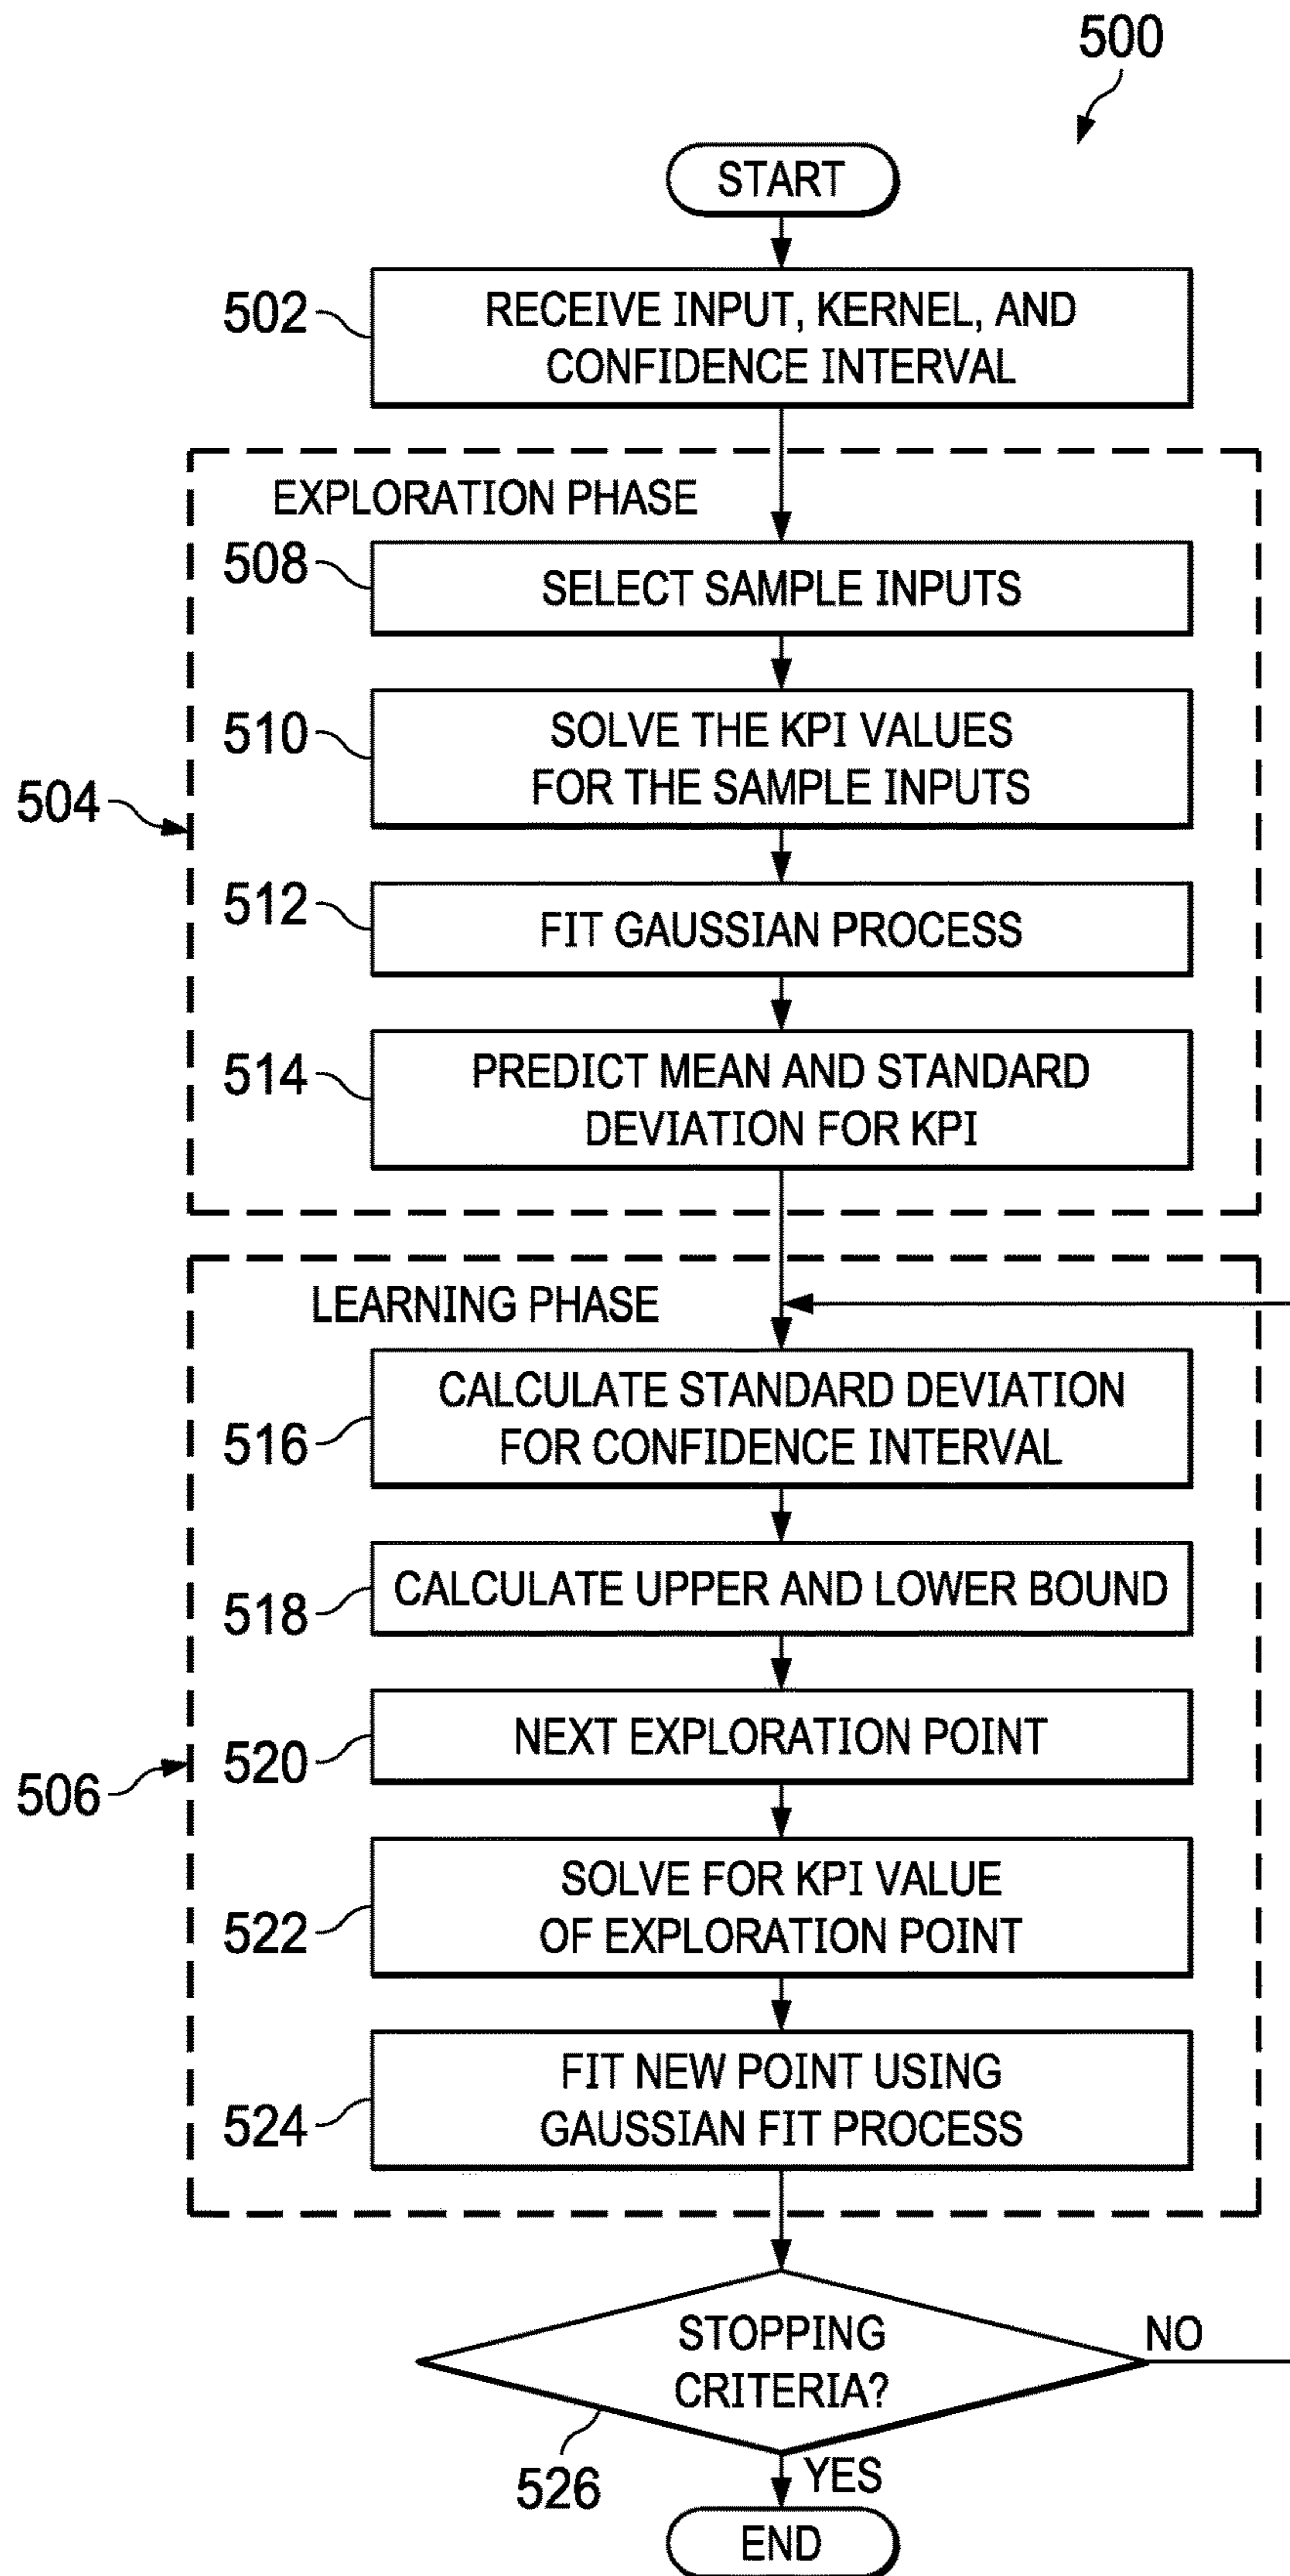 500
START
502
RECEIVE INPUT, KERNEL, AND
CONFIDENCE INTERVAL
EXPLORATION PHASE
504
508
SELECT SAMPLE INPUTS
510
SOLVE THE KPI VALUES
FOR THE SAMPLE INPUTS
512
FIT GAUSSIAN PROCESS
514
PREDICT MEAN AND STANDARD
DEVIATION FOR KPI
LEARNING PHASE
506
516
CALCULATE STANDARD DEVIATION
FOR CONFIDENCE INTERVAL
518
CALCULATE UPPER AND LOWER BOUND
520
NEXT EXPLORATION POINT
522
SOLVE FOR KPI VALUE
OF EXPLORATION POINT
524
FIT NEW POINT USING
GAUSSIAN FIT PROCESS
STOPPING
CRITERIA?
NO
526
YES
END